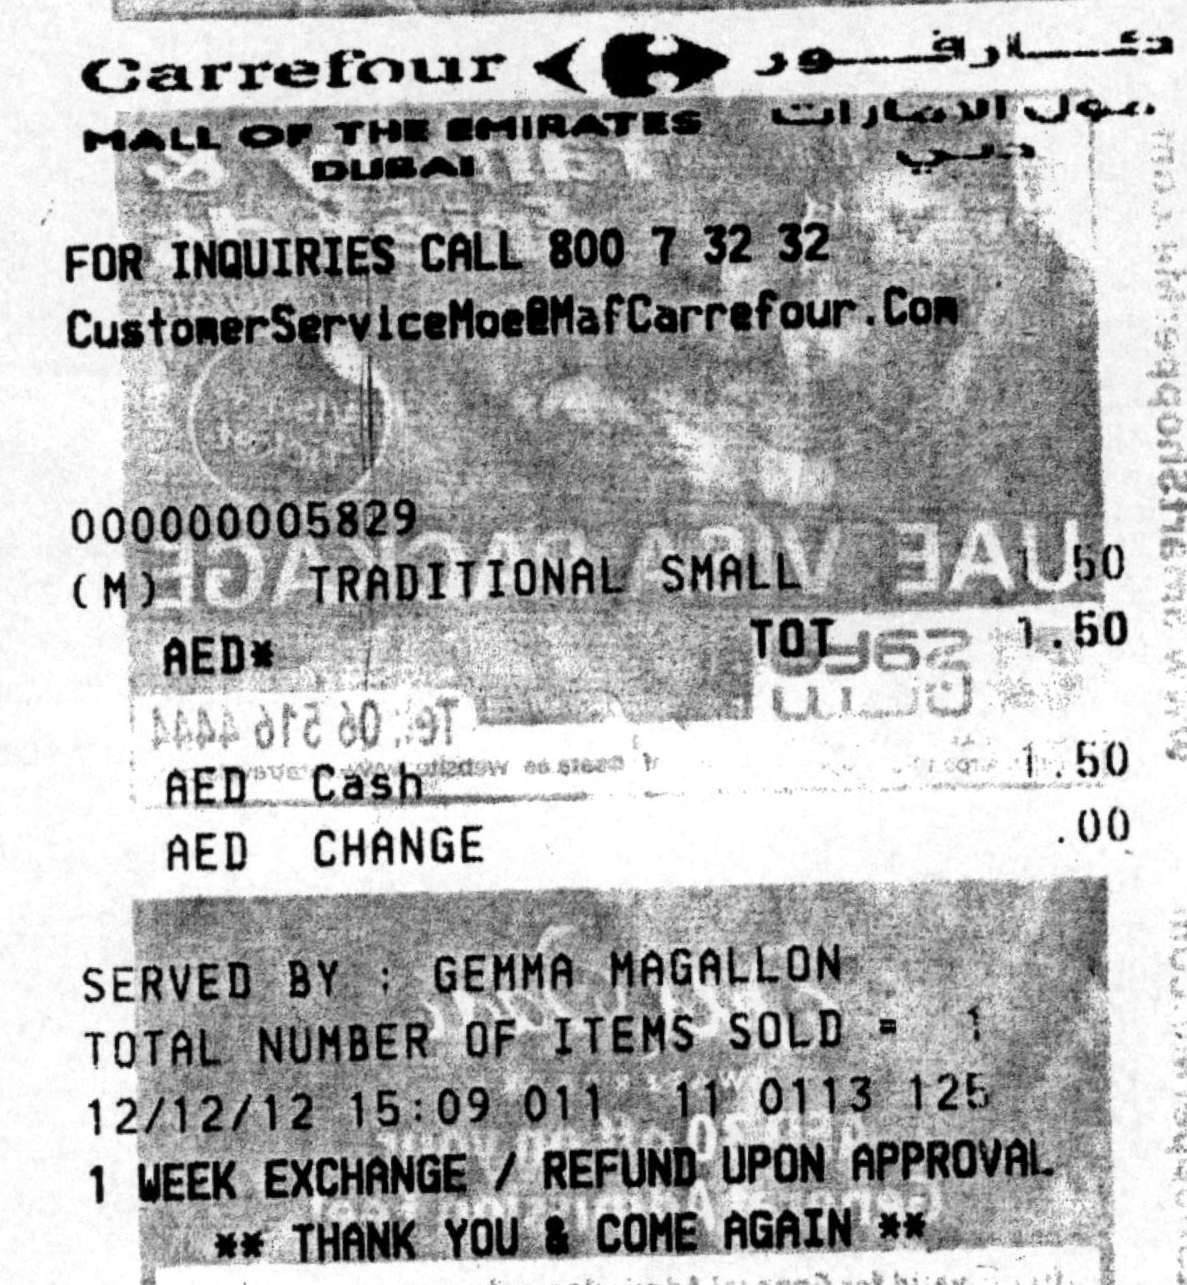 Carrefour كارفور
MALL OF THE EMIRATES مول الامارات
DUBAI دبي
FOR INQUIRIES CALL 800 7 32 32
CustomerServiceMoe@MafCarrefour.Com
000000005829
(M) TRADITIONAL SMALL 1.50
AED* TOT 1.50
AED Cash 1.50
AED CHANGE .00
SERVED BY : GEMMA MAGALLON
TOTAL NUMBER OF ITEMS SOLD = 1
12/12/12 15:09 011 11 0113 125
1 WEEK EXCHANGE / REFUND UPON APPROVAL
** THANK YOU & COME AGAIN **
UAE VISA PACKAGE
Tel: 06 516 4444